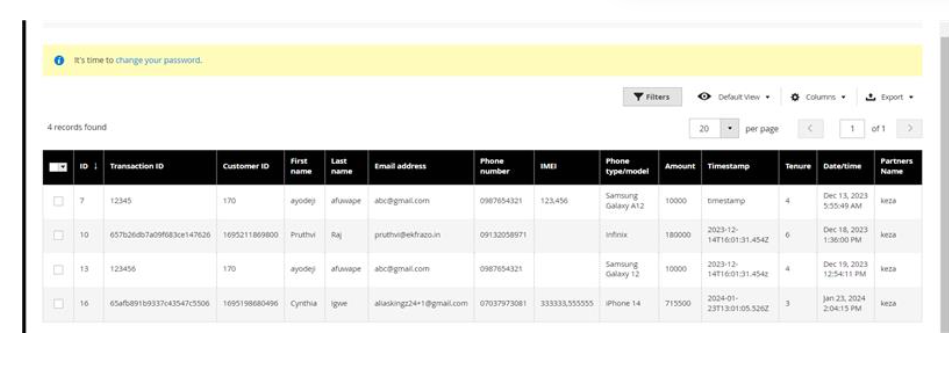 It's time to change your password.
Filters Default View Columns Export
4 records found 20 per page 1 of 1
ID Transaction ID Customer ID First name Last name Email address Phone number IMEI Phone type/model Amount Timestamp Tenure Date/time Partners Name
7 12345 170 ayodeji afuwape abc@gmail.com 0987654321 123,456 Samsung Galaxy A12 10000 timestamp 4 Dec 13, 2023 5:55:49 AM keza
10 657b26db7a09f683ce147626 1695211869800 Pruthvi Raj pruthvi@ekfrazo.in 09132058971 Infinix 180000 2023-12-14T16:01:31.454Z 6 Dec 18, 2023 1:36:00 PM keza
13 123456 170 ayodeji afuwape abc@gmail.com 0987654321 Samsung Galaxy 12 10000 2023-12-14T16:01:31.454z 4 Dec 19, 2023 12:54:11 PM keza
16 65afb891b9337c43547c5506 1695198680496 Cynthia Igwe aliaskingz24+1@gmail.com 07037973081 333333,555555 iPhone 14 715500 2024-01-23T13:01:05.526Z 3 Jan 23, 2024 2:04:15 PM keza